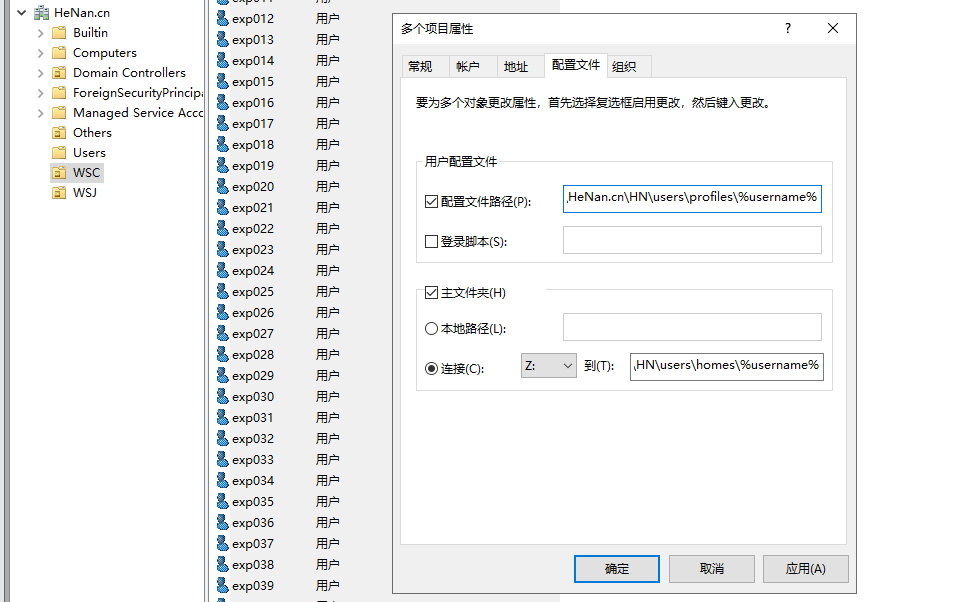 HeNan.cn
Builtin
Computers
Domain Controllers
ForeignSecurityPrincip
Managed Service Acc
Others
Users
WSC
WSJ
exp012 用户
exp013 用户
exp014 用户
exp015 用户
exp016 用户
exp017 用户
exp018 用户
exp019 用户
exp020 用户
exp021 用户
exp022 用户
exp023 用户
exp024 用户
exp025 用户
exp026 用户
exp027 用户
exp028 用户
exp029 用户
exp030 用户
exp031 用户
exp032 用户
exp033 用户
exp034 用户
exp035 用户
exp036 用户
exp037 用户
exp038 用户
exp039 用户
多个项目属性 ?
常规 帐户 地址 配置文件 组织
要为多个对象更改属性，首先选择复选框启用更改，然后键入更改。
用户配置文件
配置文件路径(P): HeNan.cn\HN\users\profiles\%username%
登录脚本(S):
主文件夹(H)
本地路径(L):
连接(C): Z: 到(T): \HN\users\homes\%username%
确定 取消 应用(A)